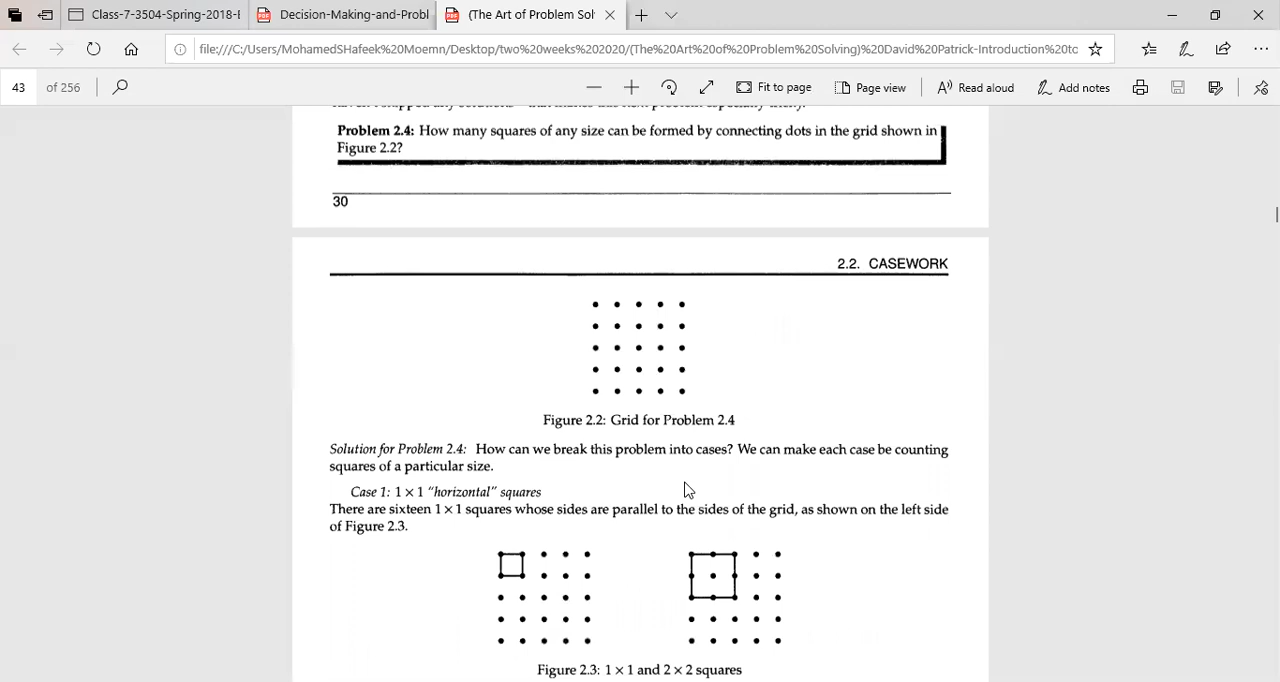 Class-7-3504-Spring-2018-E
Decision-Making-and-Probl
(The Art of Problem Sol
file:///C:/Users/MohamedSHafeek%20Moemn/Desktop/two%20weeks%202020/(The%20Art%20of%20Problem%20Solving)%20David%20Patrick-Introduction%20tc
43 of 256
Fit to page
Page view
Read aloud
Add notes
Problem 2.4: How many squares of any size can be formed by connecting dots in the grid shown in
Figure 2.2?
30
2.2. CASEWORK
Figure 2.2: Grid for Problem 2.4
Solution for Problem 2.4: How can we break this problem into cases? We can make each case be counting
squares of a particular size.
Case 1: 1 × 1 "horizontal" squares
There are sixteen 1 × 1 squares whose sides are parallel to the sides of the grid, as shown on the left side
of Figure 2.3.
Figure 2.3: 1 × 1 and 2 × 2 squares